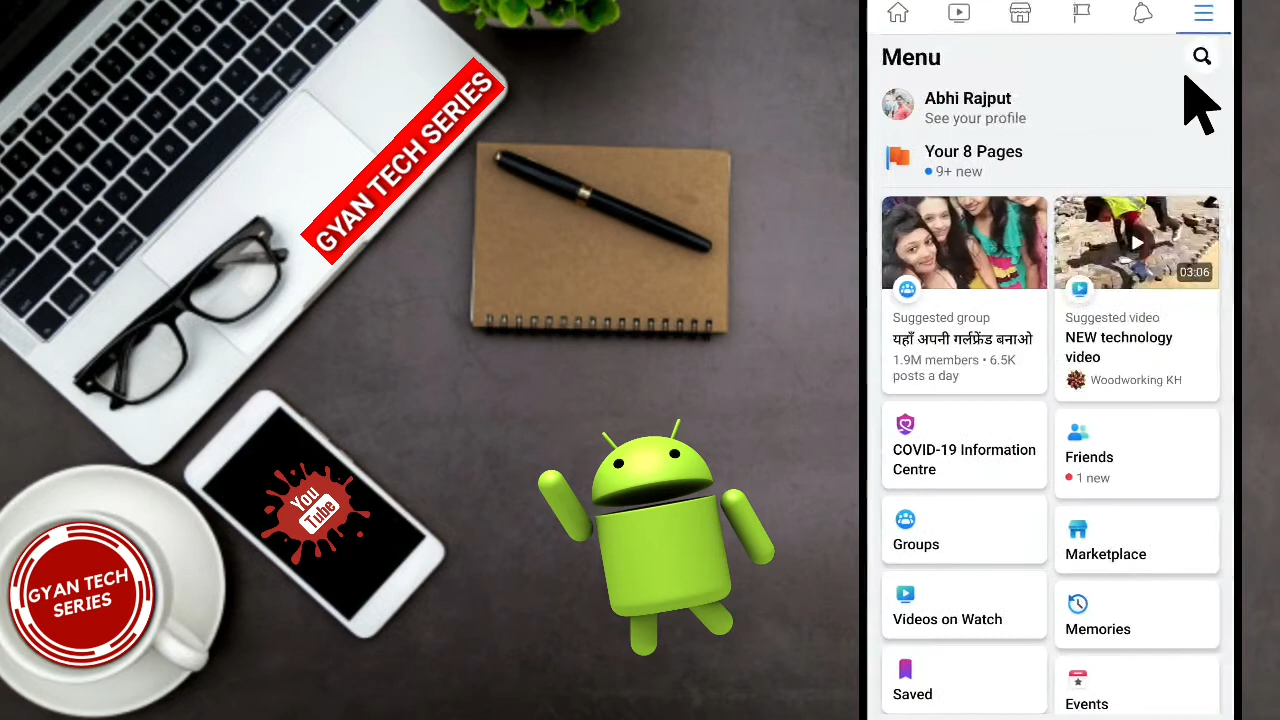 GYAN TECH SERIES
You
Tube
GYAN TECH
SERIES
Menu
Abhi Rajput
See your profile
Your 8 Pages
9+ new
03:06
Suggested group
यहाँ अपनी गर्लफ्रेंड बनाओ
1.9M members • 6.5K
posts a day
Suggested video
NEW technology
video
Woodworking KH
COVID-19 Information
Centre
Friends
1 new
Groups
Marketplace
Videos on Watch
Memories
Saved
Events